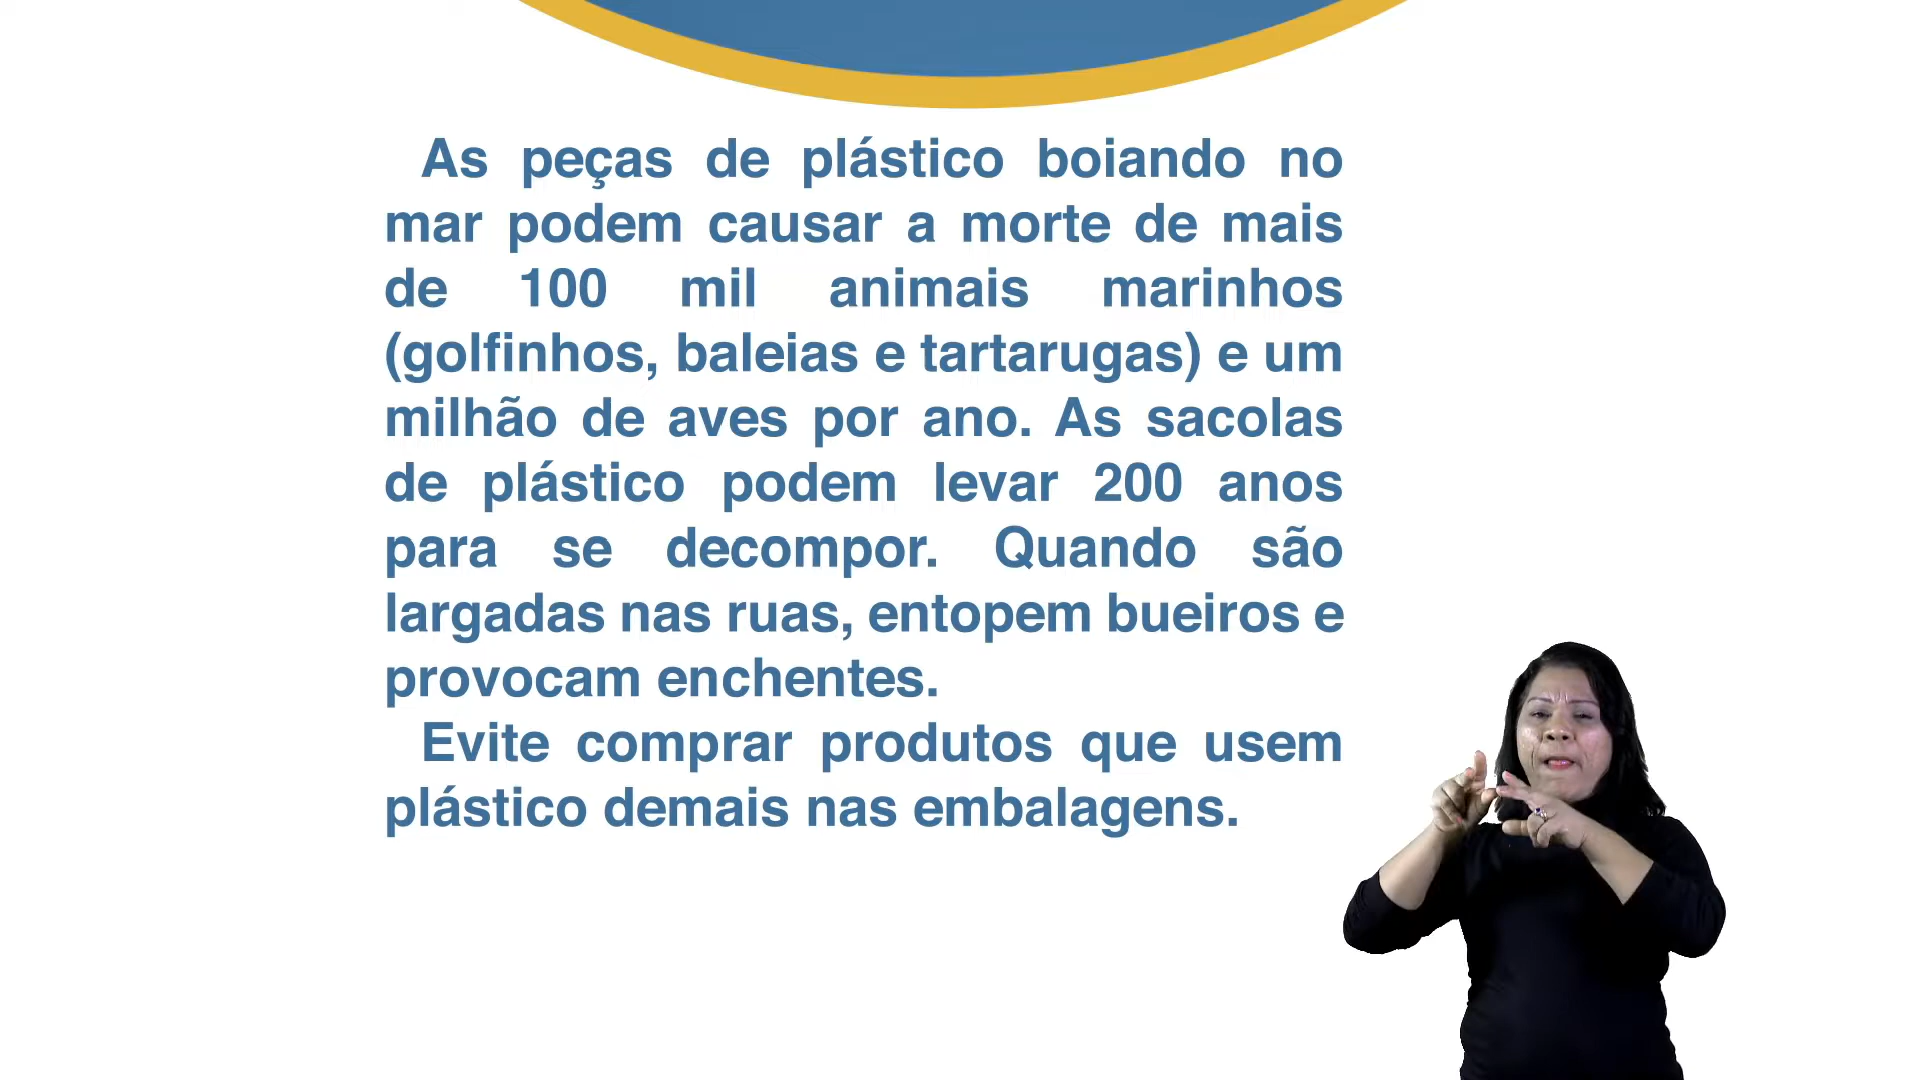 As peças de plástico boiando no
mar podem causar a morte de mais
de 100 mil animais marinhos
(golfinhos, baleias e tartarugas) e um
milhão de aves por ano. As sacolas
de plástico podem levar 200 anos
para se decompor. Quando são
largadas nas ruas, entopem bueiros e
provocam enchentes.
Evite comprar produtos que usem
plástico demais nas embalagens.